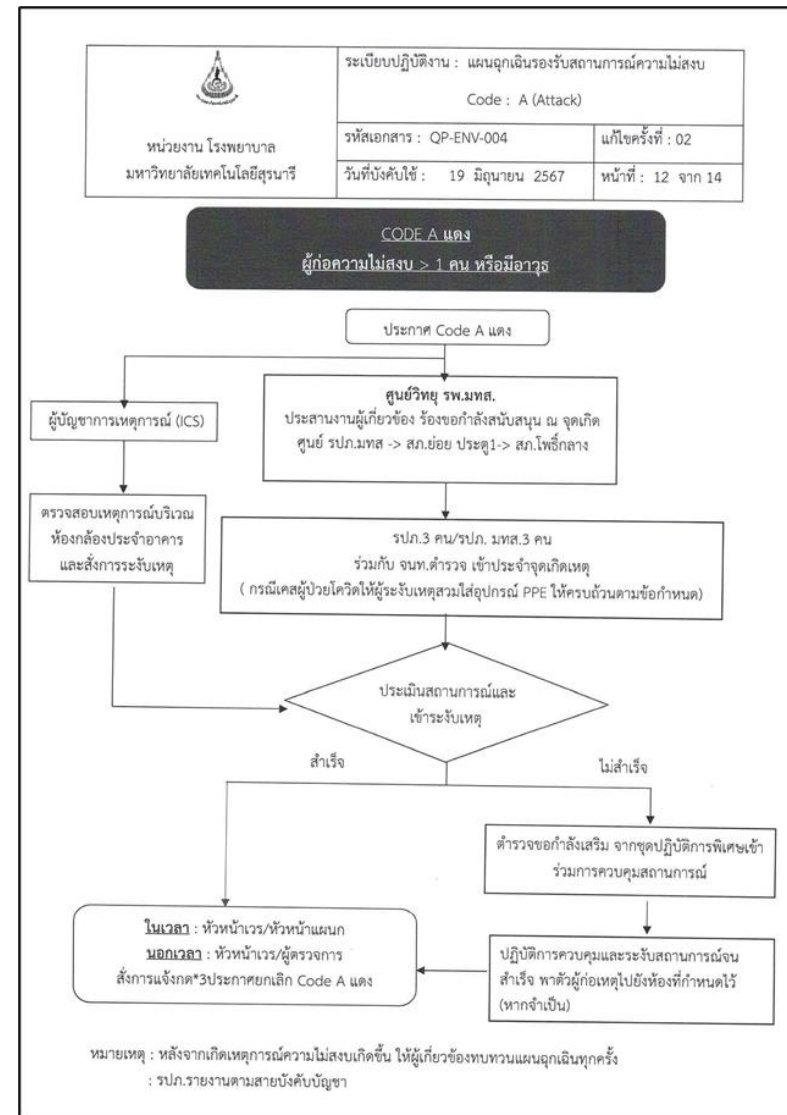 หน่วยงาน โรงพยาบาล
มหาวิทยาลัยเทคโนโลยีสุรนารี
ระเบียบปฏิบัติงาน : แผนฉุกเฉินรองรับสถานการณ์ความไม่สงบ
Code : A (Attack)
รหัสเอกสาร : QP-ENV-004
แก้ไขครั้งที่ : 02
วันที่บังคับใช้ : 19 มิถุนายน 2567
หน้าที่ : 12 จาก 14
CODE A แดง
ผู้ก่อความไม่สงบ > 1 คน หรือมีอาวุธ
ประกาศ Code A แดง
ผู้บัญชาการเหตุการณ์ (ICS)
ศูนย์วิทยุ รพ.มทส.
ประสานงานผู้เกี่ยวข้อง ร้องขอกำลังสนับสนุน ณ จุดเกิด
ศูนย์ รปภ.มทส -> สภ.ย่อย ประตู1-> สภ.โพธิ์กลาง
ตรวจสอบเหตุการณ์บริเวณ
ห้องกล้องประจำอาคาร
และสั่งการระงับเหตุ
รปภ.3 คน/รปภ. มทส.3 คน
ร่วมกับ จนท.ตำรวจ เข้าประจำจุดเกิดเหตุ
( กรณีเคสผู้ป่วยโควิดให้ผู้ระงับเหตุสวมใส่อุปกรณ์ PPE ให้ครบถ้วนตามข้อกำหนด)
ประเมินสถานการณ์และ
เข้าระงับเหตุ
สำเร็จ
ไม่สำเร็จ
ตำรวจขอกำลังเสริม จากชุดปฏิบัติการพิเศษเข้า
ร่วมการควบคุมสถานการณ์
ในเวลา : หัวหน้าเวร/หัวหน้าแผนก
นอกเวลา : หัวหน้าเวร/ผู้ตรวจการ
สั่งการแจ้งกด*3ประกาศยกเลิก Code A แดง
ปฏิบัติการควบคุมและระงับสถานการณ์จน
สำเร็จ พาตัวผู้ก่อเหตุไปยังห้องที่กำหนดไว้
(หากจำเป็น)
หมายเหตุ : หลังจากเกิดเหตุการณ์ความไม่สงบเกิดขึ้น ให้ผู้เกี่ยวข้องทบทวนแผนฉุกเฉินทุกครั้ง
: รปภ.รายงานตามสายบังคับบัญชา